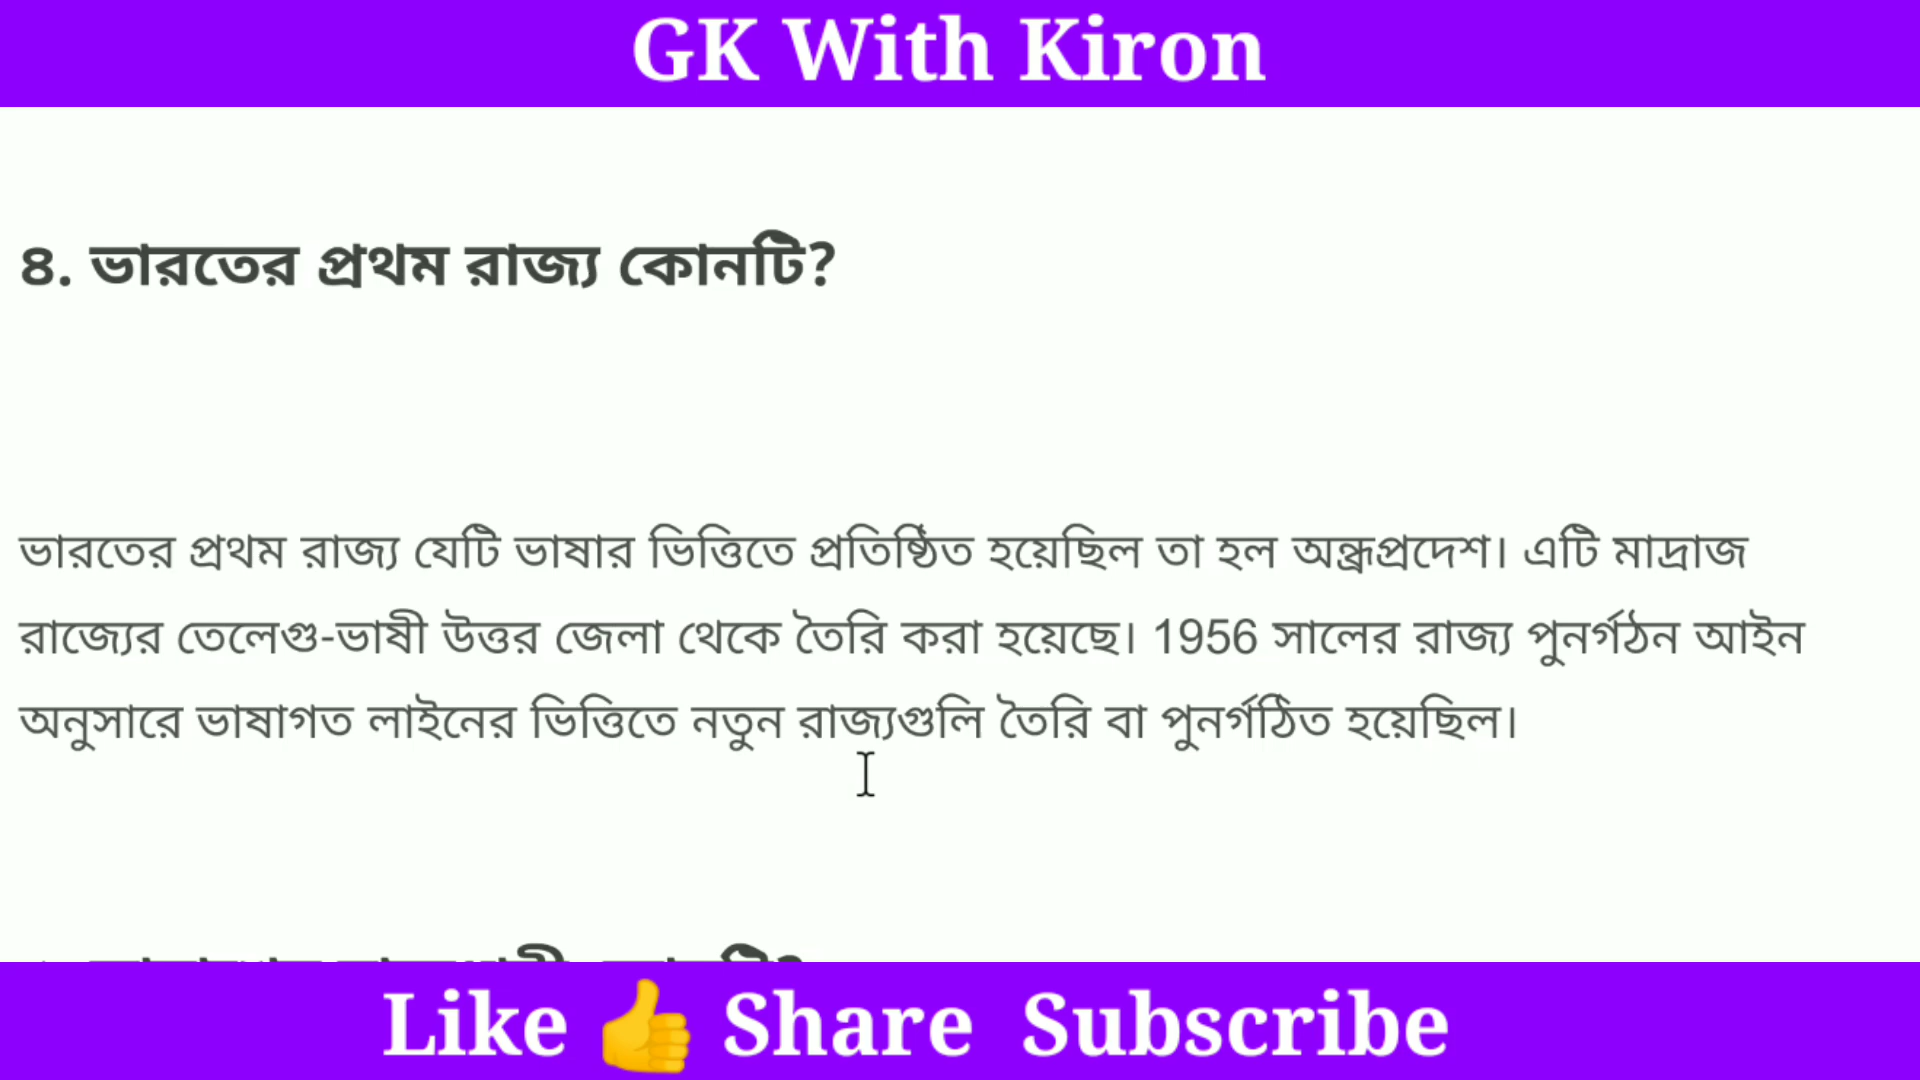 GK With Kiron
৪. ভারতের প্রথম রাজ্য কোনটি?
ভারতের প্রথম রাজ্য যেটি ভাষার ভিত্তিতে প্রতিষ্ঠিত হয়েছিল তা হল অন্ধ্রপ্রদেশ। এটি মাদ্রাজ
রাজ্যের তেলেগু-ভাষী উত্তর জেলা থেকে তৈরি করা হয়েছে। 1956 সালের রাজ্য পুনর্গঠন আইন
অনুসারে ভাষাগত লাইনের ভিত্তিতে নতুন রাজ্যগুলি তৈরি বা পুনর্গঠিত হয়েছিল।
Like 👍 Share Subscribe